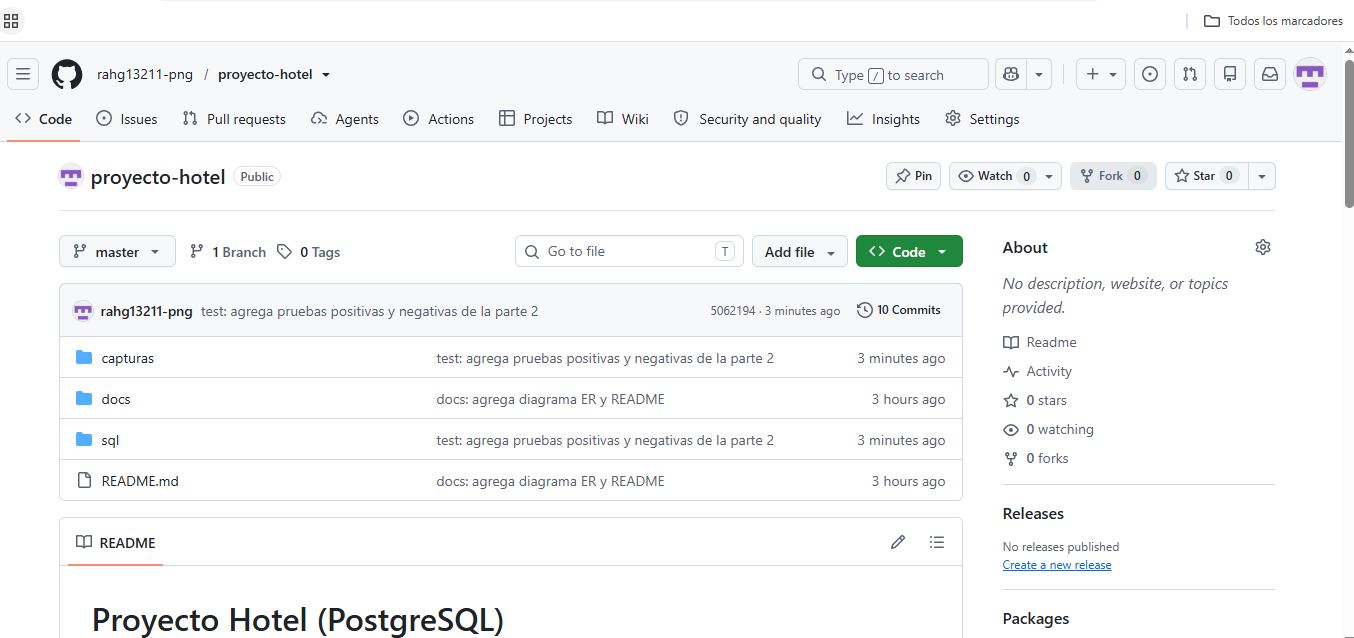 Todos los marcadores
rahg13211-png / proyecto-hotel
Type / to search
Code Issues Pull requests Agents Actions Projects Wiki Security and quality Insights Settings
proyecto-hotel Public
Pin Watch 0 Fork 0 Star 0
master 1 Branch 0 Tags Go to file T Add file Code
rahg13211-png test: agrega pruebas positivas y negativas de la parte 2 5062194 · 3 minutes ago 10 Commits
capturas test: agrega pruebas positivas y negativas de la parte 2 3 minutes ago
docs docs: agrega diagrama ER y README 3 hours ago
sql test: agrega pruebas positivas y negativas de la parte 2 3 minutes ago
README.md docs: agrega diagrama ER y README 3 hours ago
README
Proyecto Hotel (PostgreSQL)
About
No description, website, or topics
provided.
Readme
Activity
0 stars
0 watching
0 forks
Releases
No releases published
Create a new release
Packages